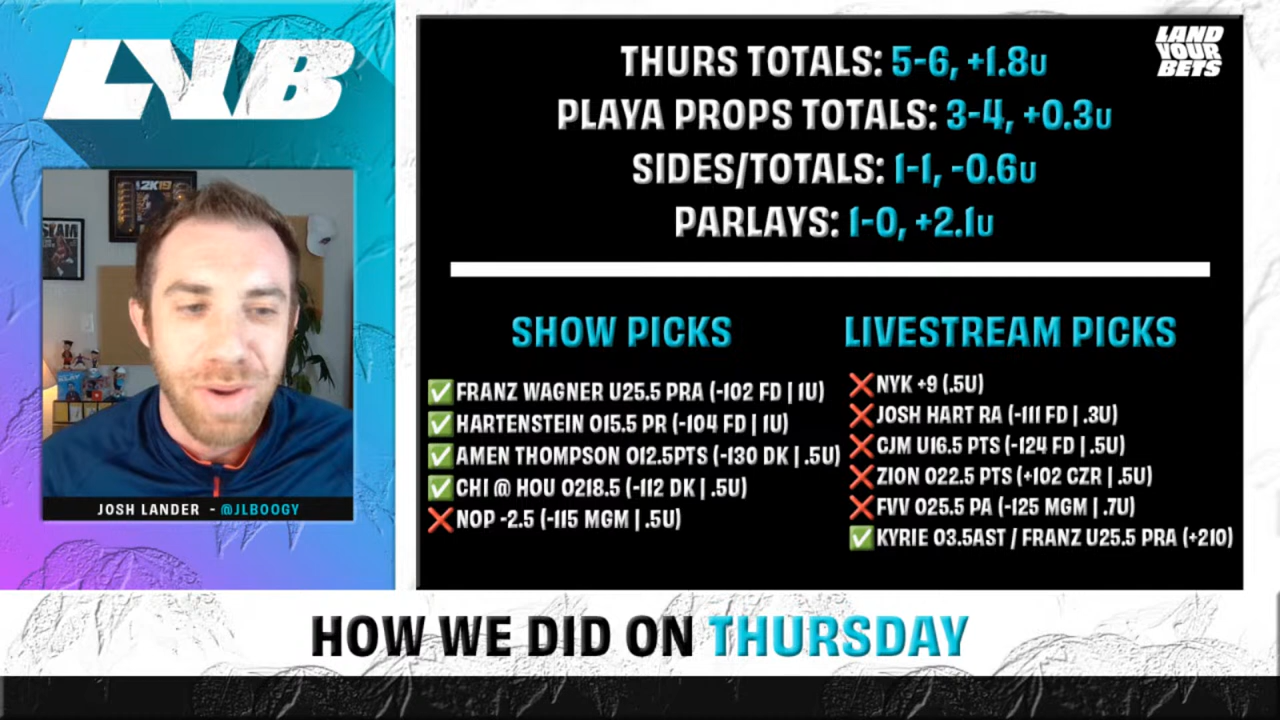 LYB
2K19
SLAM
JOSH LANDER - @JLBOOGY
LAND
YOUR
BETS
THURS TOTALS: 5-6, +1.8U
PLAYA PROPS TOTALS: 3-4, +0.3U
SIDES/TOTALS: 1-1, -0.6U
PARLAYS: 1-0, +2.1U
SHOW PICKS
✅FRANZ WAGNER U25.5 PRA (-102 FD | 1U)
✅HARTENSTEIN O15.5 PR (-104 FD | 1U)
✅AMEN THOMPSON O12.5PTS (-130 DK | .5U)
✅CHI @ HOU O218.5 (-112 DK | .5U)
❌NOP -2.5 (-115 MGM | .5U)
LIVESTREAM PICKS
❌NYK +9 (.5U)
❌JOSH HART RA (-111 FD | .3U)
❌CJM U16.5 PTS (-124 FD | .5U)
❌ZION O22.5 PTS (+102 CZR | .5U)
❌FVV O25.5 PA (-125 MGM | .7U)
✅KYRIE O3.5AST / FRANZ U25.5 PRA (+210)
HOW WE DID ON THURSDAY